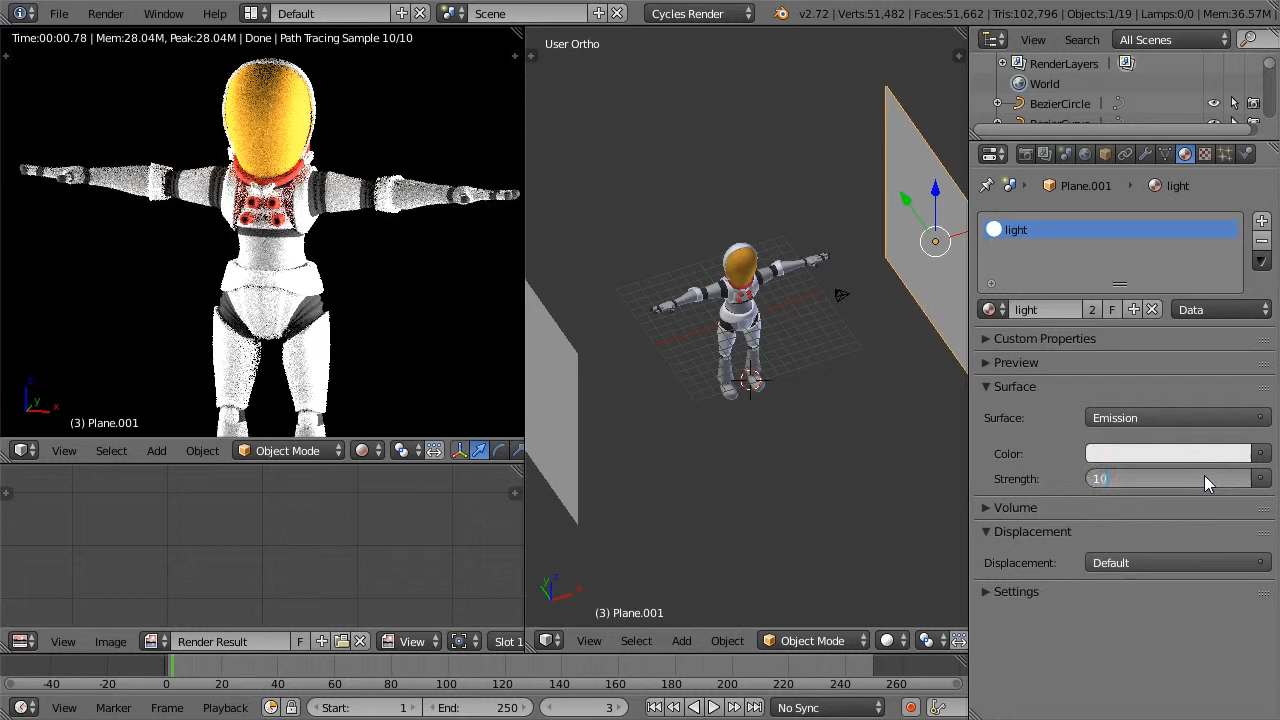 File Render Window Help Default Scene Cycles Render v2.72 | Verts:51,482 | Faces:51,662 | Tris:102,796 | Objects:1/19 | Lamps:0/0 | Mem:36.57M
Time:00:00.78 | Mem:28.04M, Peak:28.04M | Done | Path Tracing Sample 10/10
User Ortho
View Search All Scenes
RenderLayers |
World
BezierCircle |
Plane.001 light
light
light 2 F Data
Custom Properties
Preview
Surface
Surface: Emission
Color:
Strength: 10
Volume
Displacement
Displacement: Default
Settings
z
y x
(3) Plane.001
View Select Add Object Mode
z
y x
(3) Plane.001
View Image Render Result F View Slot 1
View Select Add Object Object Mode
-40 -20 0 20 40 60 80 100 120 140 160 180 200 220 240 260
View Marker Frame Playback Start: 1 End: 250 3 No Sync